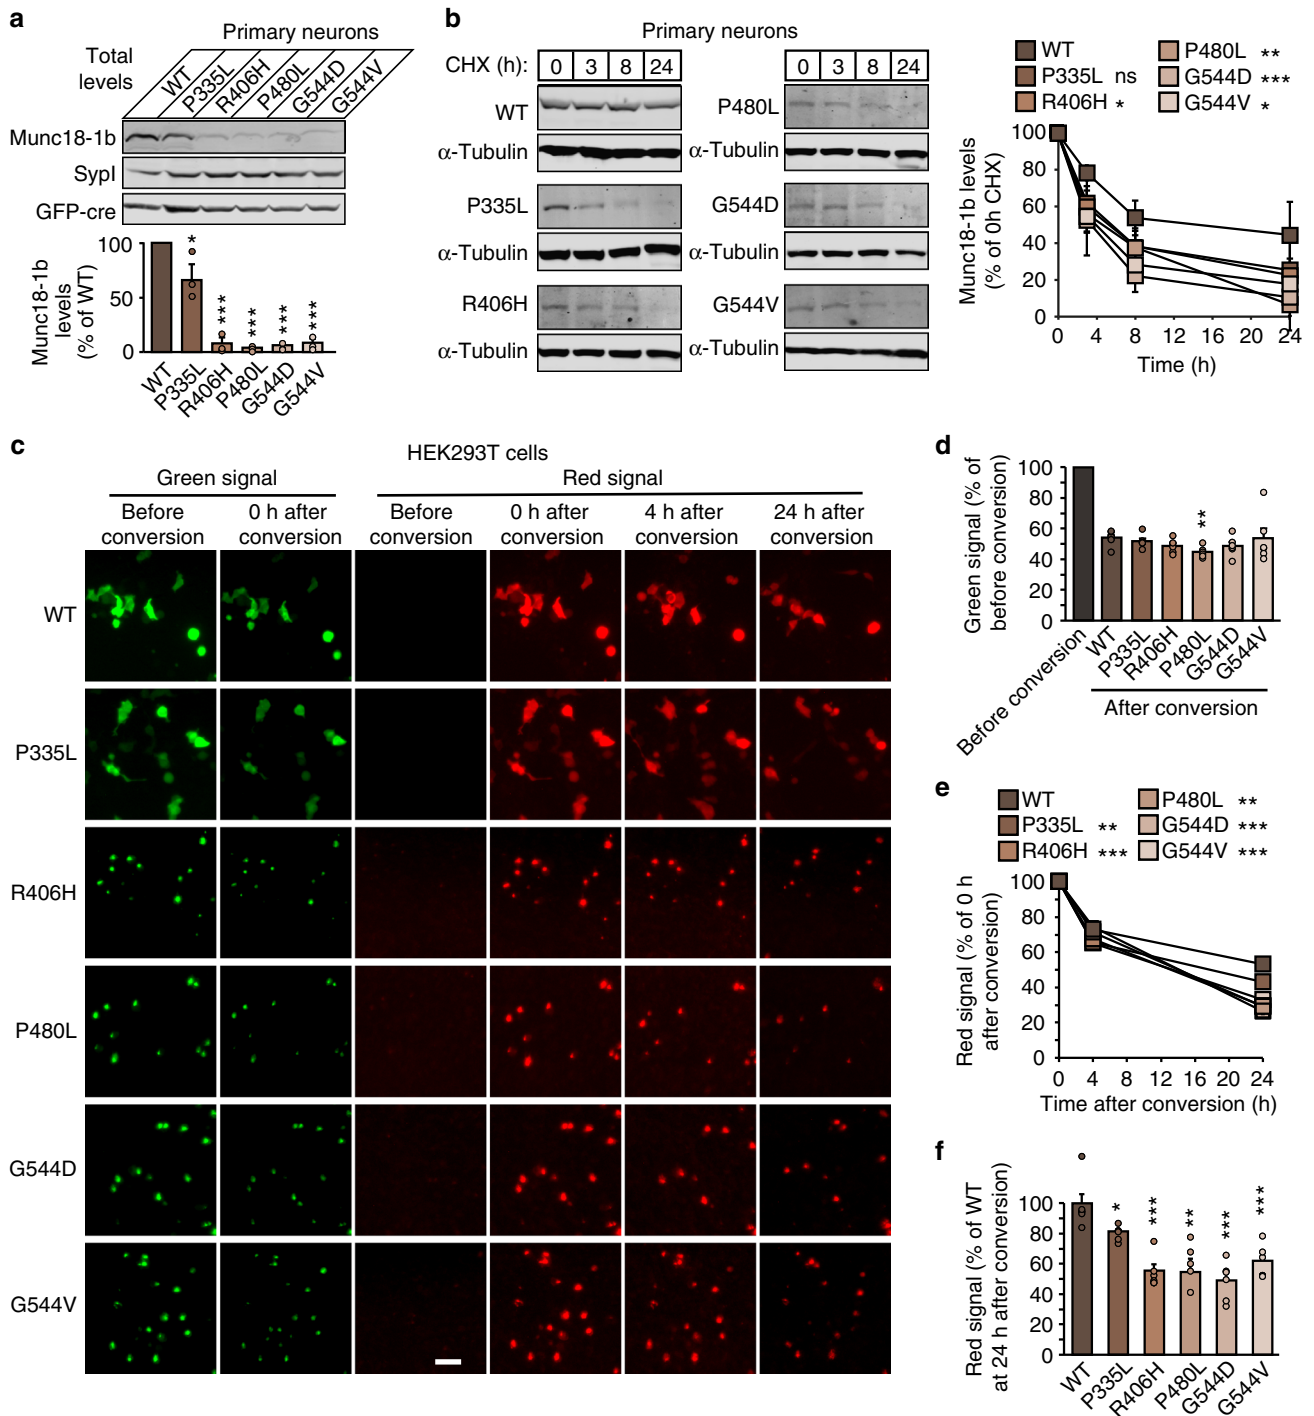 a
Primary neurons
Total
levels
WT
P335L
R406H
P480L
G544D
G544V
Munc18-1b
SypI
GFP-cre
Munc18-1b
levels
(% of WT)
100
50
0
*
***
***
***
***
WT
P335L
R406H
P480L
G544D
G544V
b
Primary neurons
CHX (h): 0 3 8 24
0 3 8 24
WT
α-Tubulin
P335L
α-Tubulin
R406H
α-Tubulin
P480L
α-Tubulin
G544D
α-Tubulin
G544V
α-Tubulin
WT
P335L ns
R406H *
P480L **
G544D ***
G544V *
Munc18-1b levels
(% of 0h CHX)
100
80
60
40
20
0
0 4 8 12 16 20 24
Time (h)
c
HEK293T cells
Green signal
Red signal
Before
conversion
0 h after
conversion
Before
conversion
0 h after
conversion
4 h after
conversion
24 h after
conversion
WT
P335L
R406H
P480L
G544D
G544V
d
Green signal (% of
before conversion)
100
80
60
40
20
0
**
Before conversion
WT
P335L
R406H
P480L
G544D
G544V
After conversion
e
WT
P335L **
R406H ***
P480L **
G544D ***
G544V ***
Red signal (% of 0 h
after conversion)
100
80
60
40
20
0
0 4 8 12 16 20 24
Time after conversion (h)
f
Red signal (% of WT
at 24 h after conversion)
100
80
60
40
20
0
*
***
**
***
***
WT
P335L
R406H
P480L
G544D
G544V